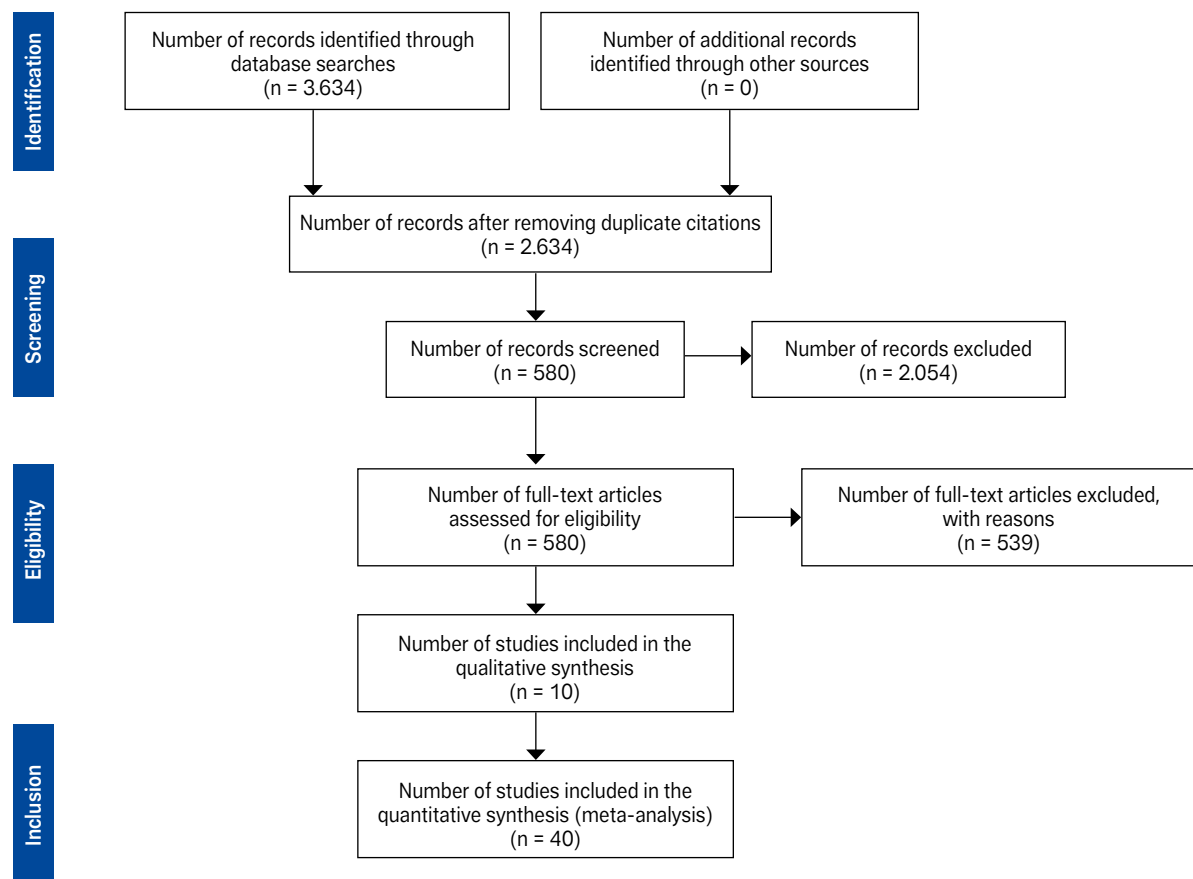 Identification
Number of records identified through
database searches
(n = 3.634)
Number of additional records
identified through other sources
(n = 0)
Number of records after removing duplicate citations
(n = 2.634)
Screening
Number of records screened
(n = 580)
Number of records excluded
(n = 2.054)
Eligibility
Number of full-text articles
assessed for eligibility
(n = 580)
Number of full-text articles excluded,
with reasons
(n = 539)
Number of studies included in the
qualitative synthesis
(n = 10)
Inclusion
Number of studies included in the
quantitative synthesis (meta-analysis)
(n = 40)